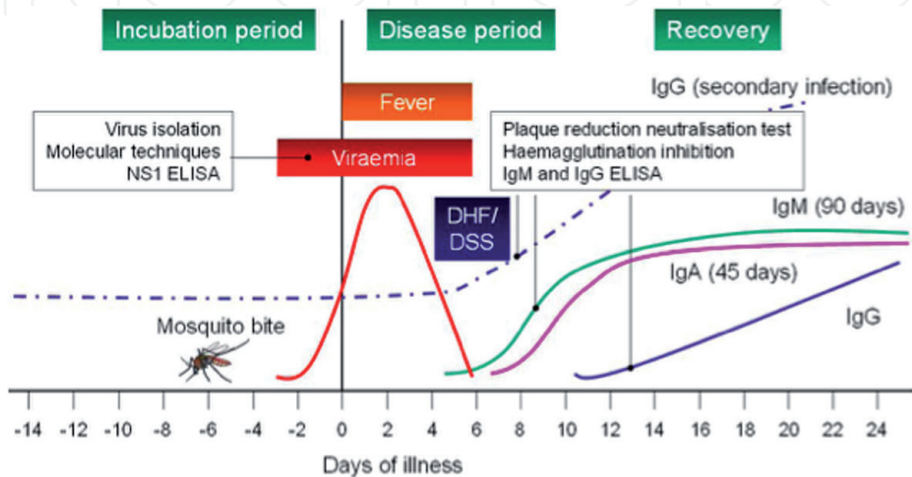 Incubation period
Disease period
Recovery
IgG (secondary infection)
Fever
Virus isolation
Molecular techniques
NS1 ELISA
Viraemia
Plaque reduction neutralisation test
Haemagglutination inhibition
IgM and IgG ELISA
DHF/
DSS
IgM (90 days)
IgA (45 days)
IgG
Mosquito bite
-14 -12 -10 -8 -6 -4 -2 0 2 4 6 8 10 12 14 16 18 20 22 24
Days of illness